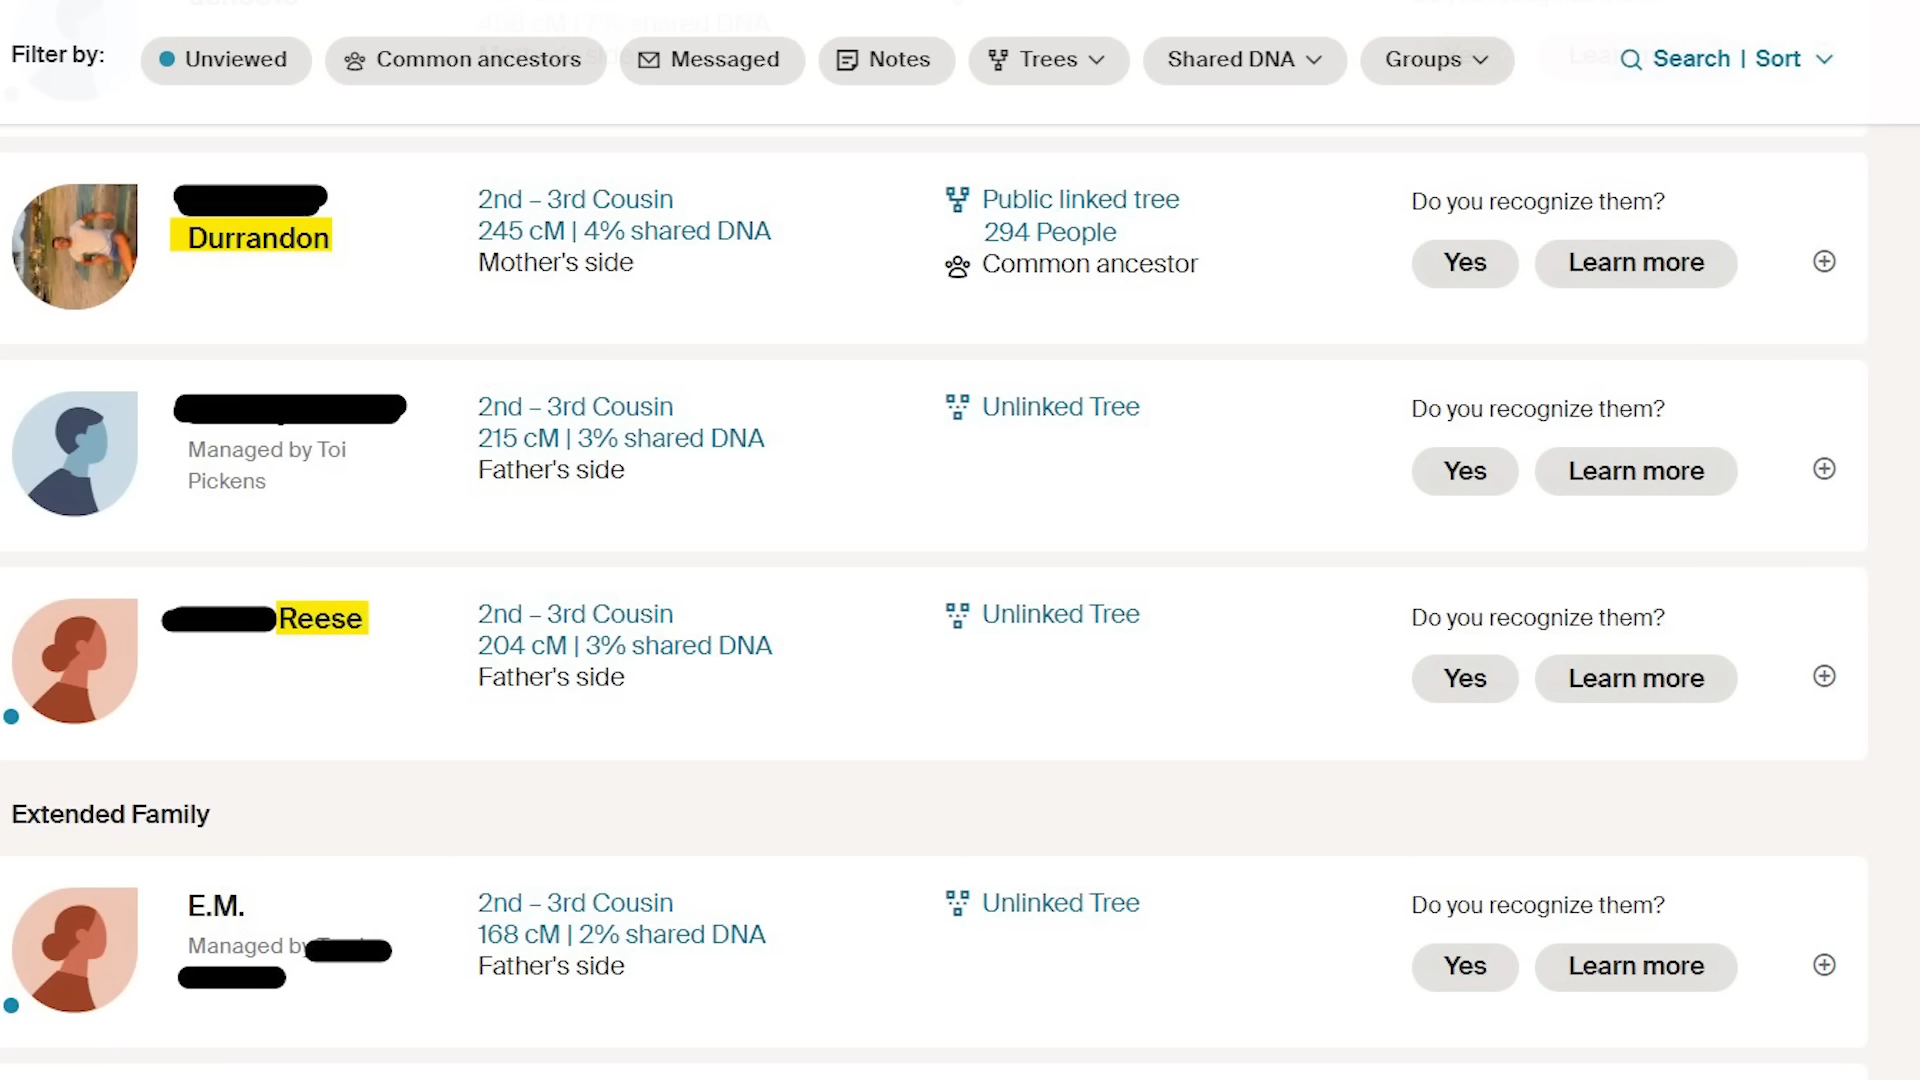 Filter by:
Unviewed
Common ancestors
Messaged
Notes
Trees
Shared DNA
Groups
Search | Sort
Durrandon
2nd – 3rd Cousin
245 cM | 4% shared DNA
Mother's side
Public linked tree
294 People
Common ancestor
Do you recognize them?
Yes
Learn more
Managed by Toi
Pickens
2nd – 3rd Cousin
215 cM | 3% shared DNA
Father's side
Unlinked Tree
Do you recognize them?
Yes
Learn more
Reese
2nd – 3rd Cousin
204 cM | 3% shared DNA
Father's side
Unlinked Tree
Do you recognize them?
Yes
Learn more
Extended Family
E.M.
Managed by
2nd – 3rd Cousin
168 cM | 2% shared DNA
Father's side
Unlinked Tree
Do you recognize them?
Yes
Learn more